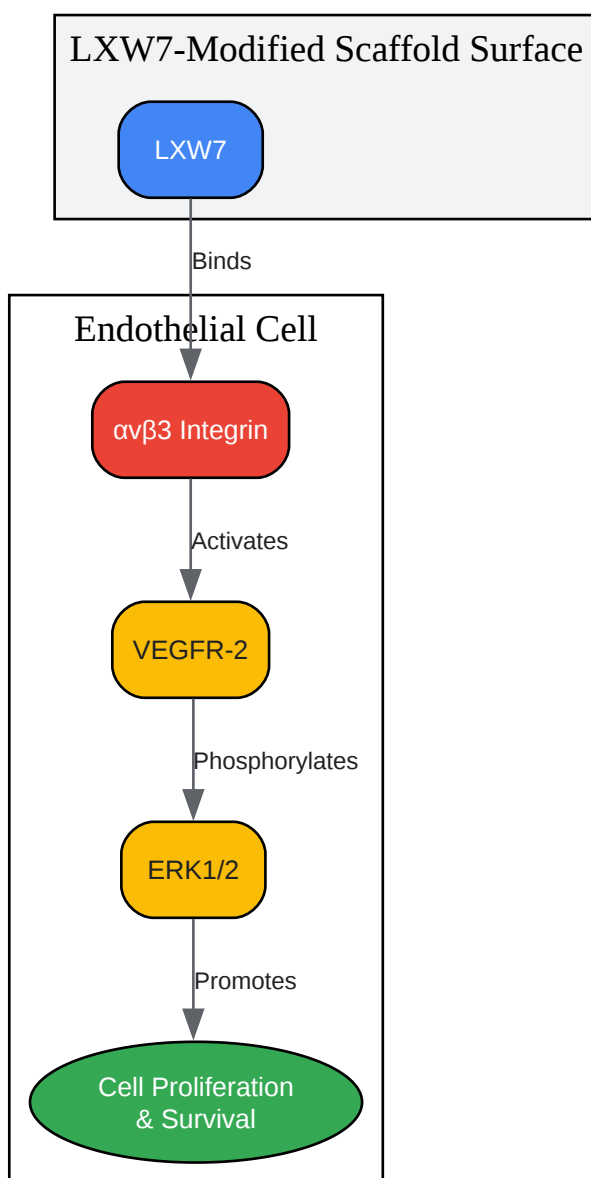 LXW7-Modified Scaffold Surface
LXW7
Binds
Endothelial Cell
αvβ3 Integrin
Activates
VEGFR-2
Phosphorylates
ERK1/2
Promotes
Cell Proliferation
& Survival